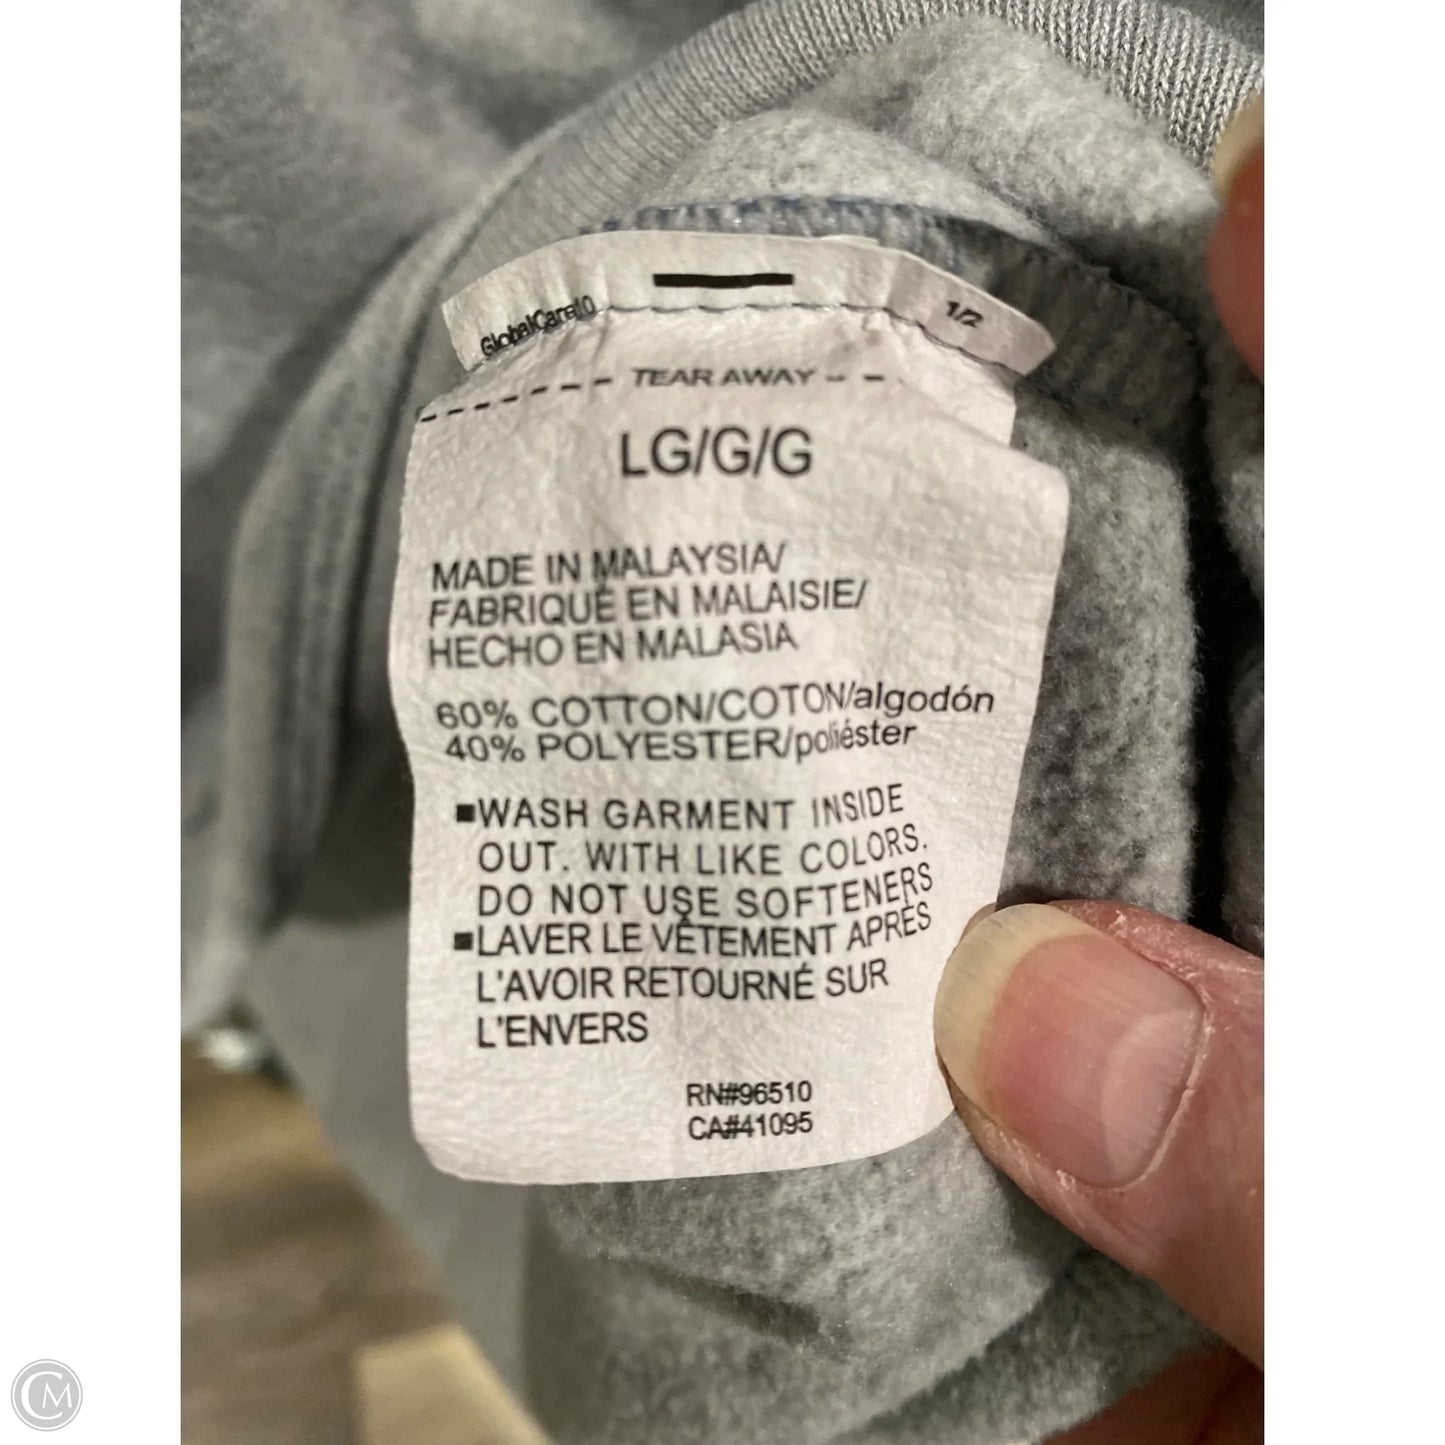 GlobalCare10
1/2
TEAR AWAY
LG/G/G
MADE IN MALAYSIA/
FABRIQUÉ EN MALAISIE/
HECHO EN MALASIA
60% COTTON/COTON/algodón
40% POLYESTER/poliéster
■WASH GARMENT INSIDE
OUT. WITH LIKE COLORS.
DO NOT USE SOFTENERS
■LAVER LE VÊTEMENT APRÈS
L'AVOIR RETOURNÉ SUR
L'ENVERS
RN#96510
CA#41095
CM